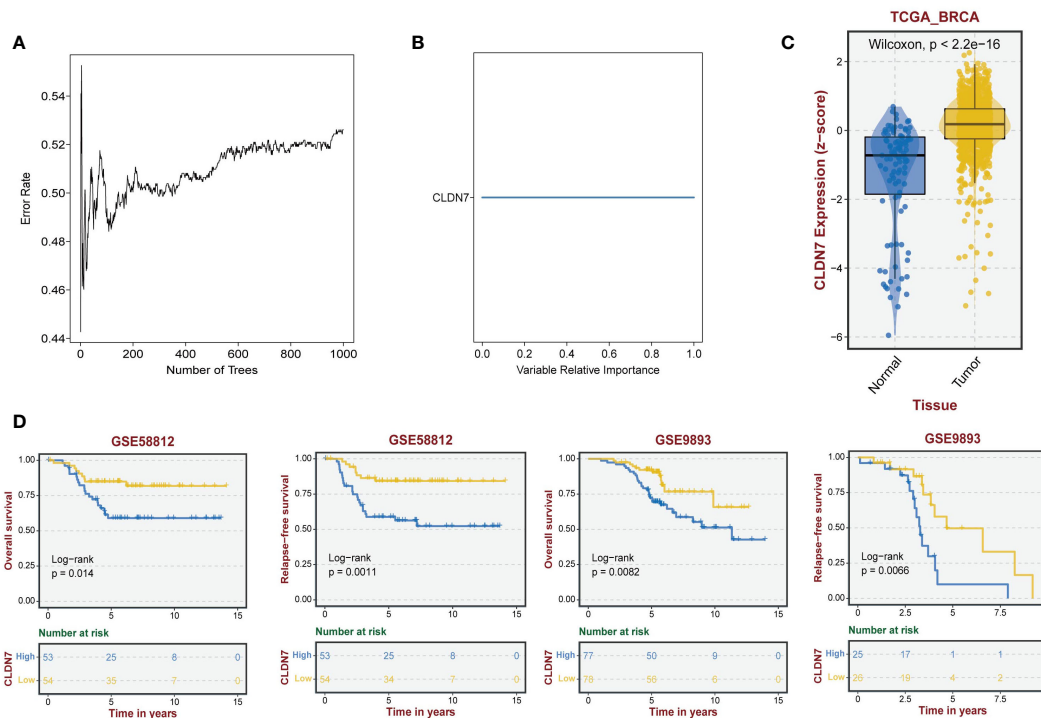 A
0.54
0.52
0.50
0.48
0.46
0.44
Error Rate
0 200 400 600 800 1000
Number of Trees
B
CLDN7
0.0 0.2 0.4 0.6 0.8 1.0
Variable Relative Importance
C
TCGA_BRCA
Wilcoxon, p < 2.2e−16
CLDN7 Expression (z−score)
2
0
−2
−4
−6
Normal Tumor
Tissue
D
GSE58812
Overall survival
1.00
0.75
0.50
0.25
0.00
Log−rank
p = 0.014
0 5 10 15
Number at risk
CLDN7
High 53 25 8 0
Low 54 35 7 0
0 5 10 15
Time in years
GSE58812
Relapse−free survival
1.00
0.75
0.50
0.25
0.00
Log−rank
p = 0.0011
0 5 10 15
Number at risk
CLDN7
High 53 25 8 0
Low 54 34 7 0
0 5 10 15
Time in years
GSE9893
Overall survival
1.00
0.75
0.50
0.25
0.00
Log−rank
p = 0.0082
0 5 10 15
Number at risk
CLDN7
High 77 50 9 0
Low 78 56 6 0
0 5 10 15
Time in years
GSE9893
Relapse−free survival
1.00
0.75
0.50
0.25
0.00
Log−rank
p = 0.0066
0.0 2.5 5.0 7.5
Number at risk
CLDN7
High 25 17 1 1
Low 26 19 4 2
0.0 2.5 5.0 7.5
Time in years